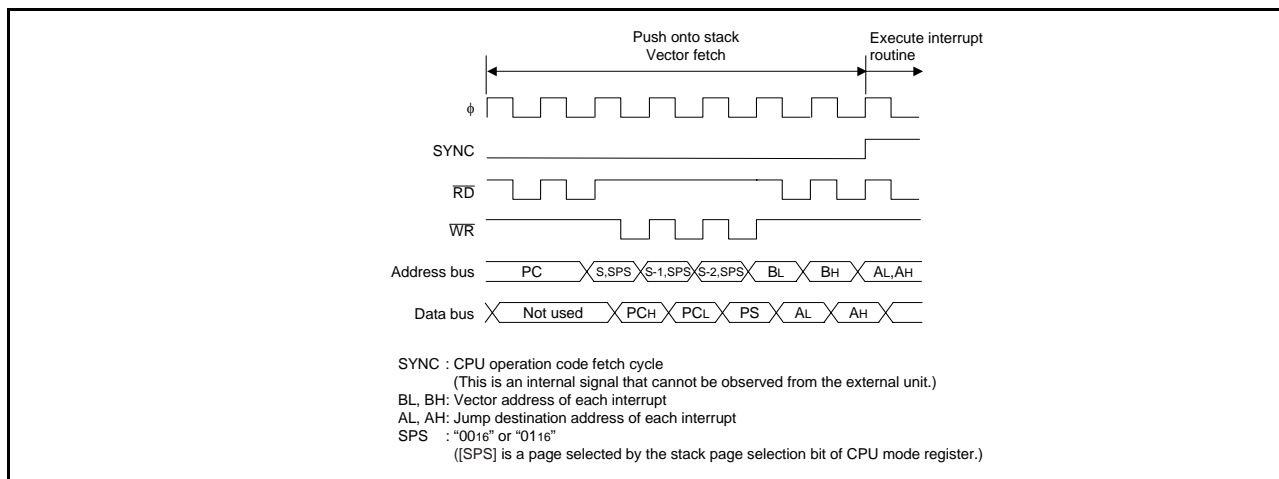 Push onto stack
Vector fetch
Execute interrupt
routine
ϕ
SYNC
RD
WR
Address bus
PC
S,SPS
S-1,SPS
S-2,SPS
BL
BH
AL,AH
Data bus
Not used
PCH
PCL
PS
AL
AH
SYNC : CPU operation code fetch cycle
(This is an internal signal that cannot be observed from the external unit.)
BL, BH: Vector address of each interrupt
AL, AH: Jump destination address of each interrupt
SPS : “0016” or “0116”
([SPS] is a page selected by the stack page selection bit of CPU mode register.)